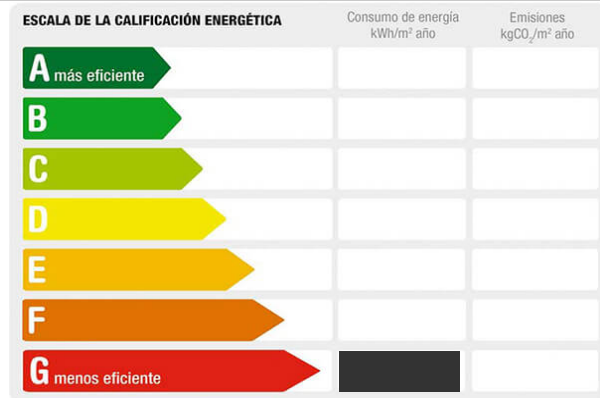 ESCALA DE LA CALIFICACIÓN ENERGÉTICA
Consumo de energía
kWh/m² año
Emisiones
kgCO₂/m² año
A más eficiente
B
C
D
E
F
G menos eficiente